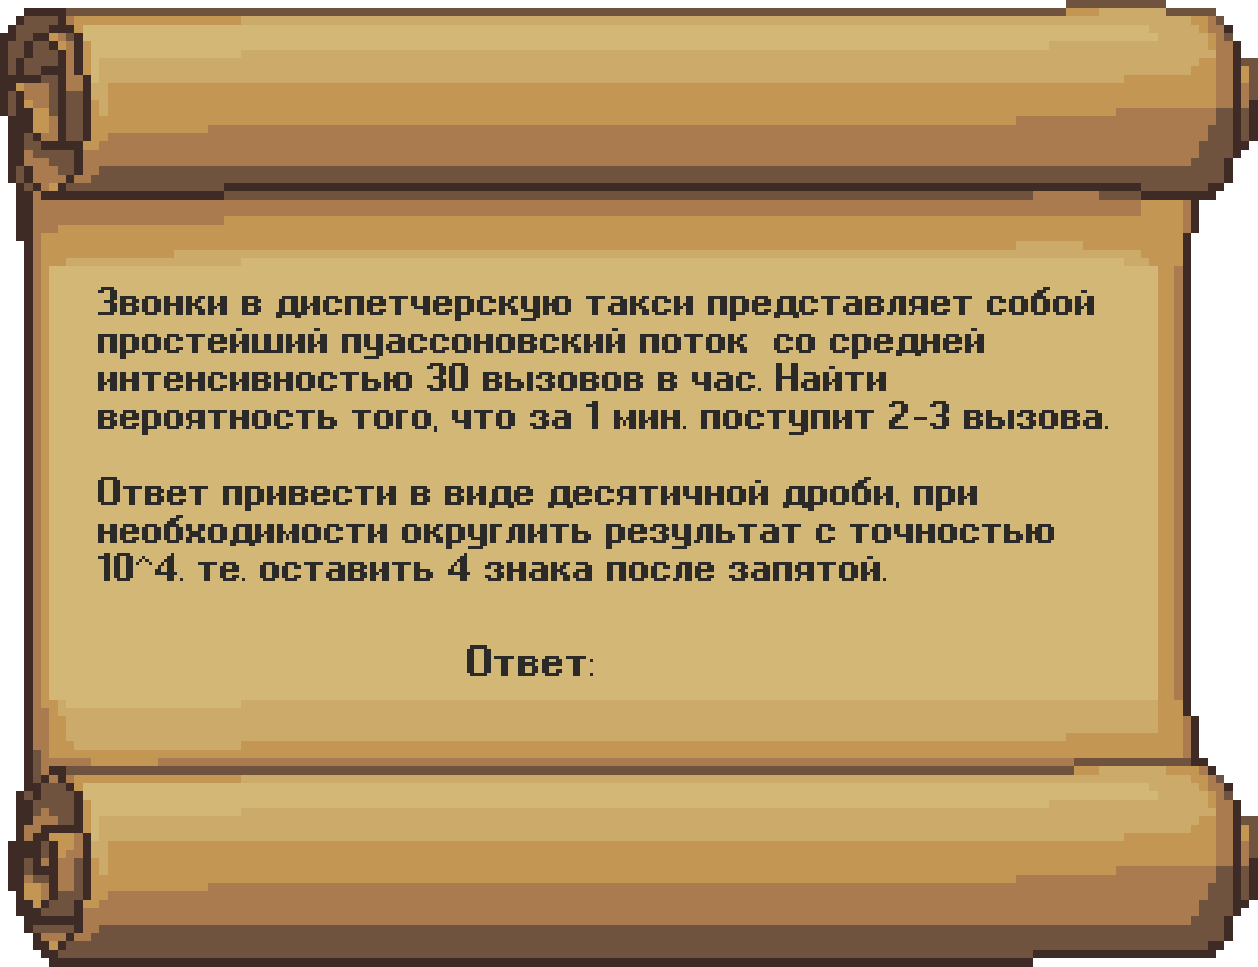 Звонки в диспетчерскую такси представляет собой
простейший пуассоновский поток со средней
интенсивностью 30 вызовов в час. Найти
вероятность того, что за 1 мин. поступит 2-3 вызова.
Ответ привести в виде десятичной дроби, при
необходимости округлить результат с точностью
10^4. те. оставить 4 знака после запятой.
Ответ: